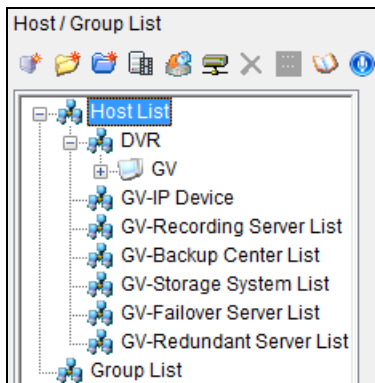 Host / Group List
Host List
DVR
GV
GV-IP Device
GV-Recording Server List
GV-Backup Center List
GV-Storage System List
GV-Failover Server List
GV-Redundant Server List
Group List